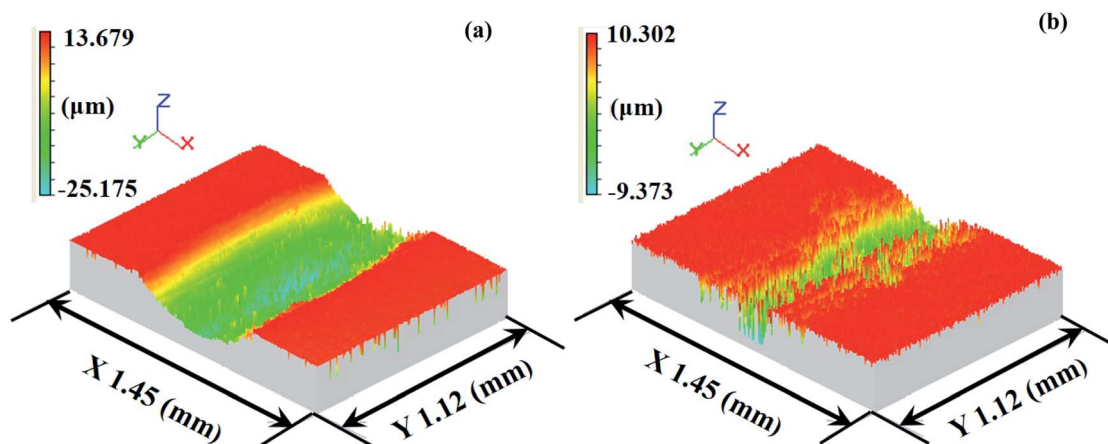 (a)
13.679
(μm)
-25.175
Z
Y
X
X 1.45 (mm)
Y 1.12 (mm)
(b)
10.302
(μm)
-9.373
Z
Y
X
X 1.45 (mm)
Y 1.12 (mm)